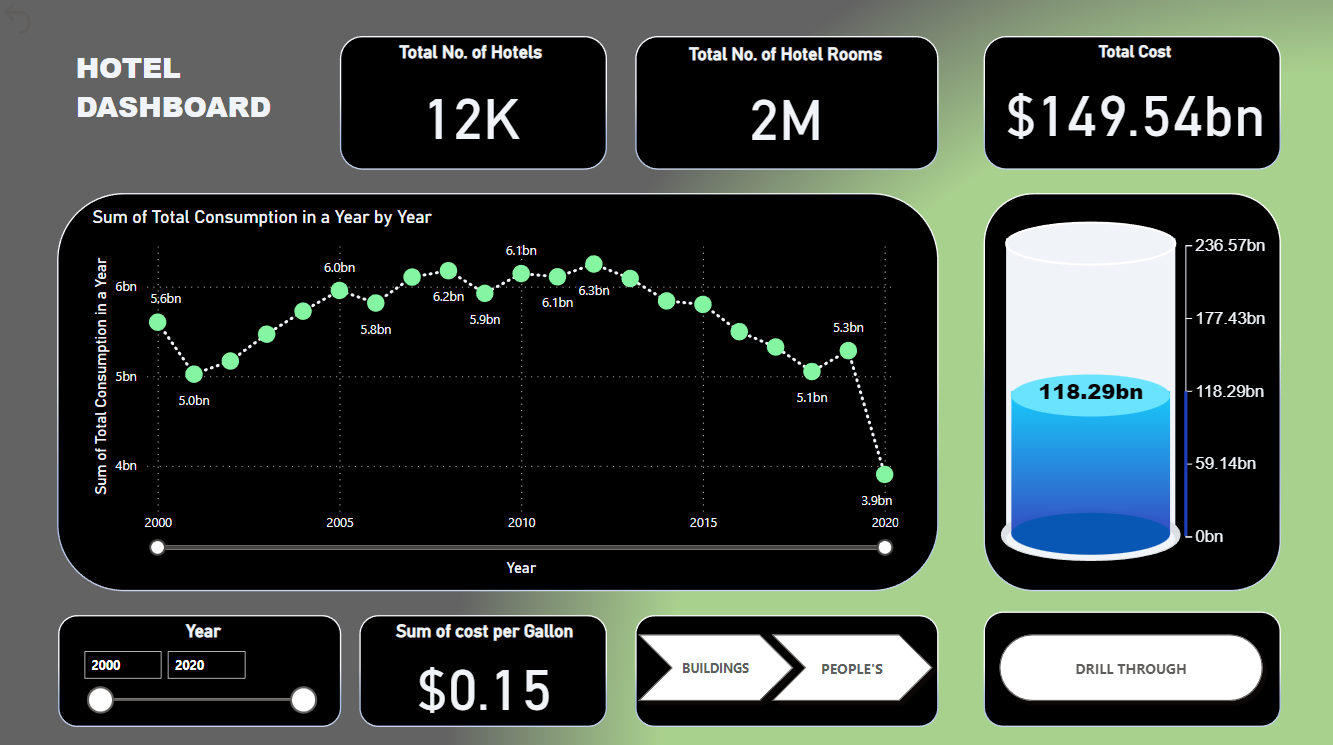 HOTEL
DASHBOARD
Total No. of Hotels
12K
Total No. of Hotel Rooms
2M
Total Cost
$149.54bn
Sum of Total Consumption in a Year by Year
Sum of Total Consumption in a Year
6bn
5bn
4bn
5.6bn
5.0bn
6.0bn
5.8bn
6.2bn
5.9bn
6.1bn
6.1bn
6.3bn
5.1bn
5.3bn
3.9bn
2000
2005
2010
2015
2020
Year
236.57bn
177.43bn
118.29bn
118.29bn
59.14bn
0bn
Year
2000
2020
Sum of cost per Gallon
$0.15
BUILDINGS
PEOPLE'S
DRILL THROUGH